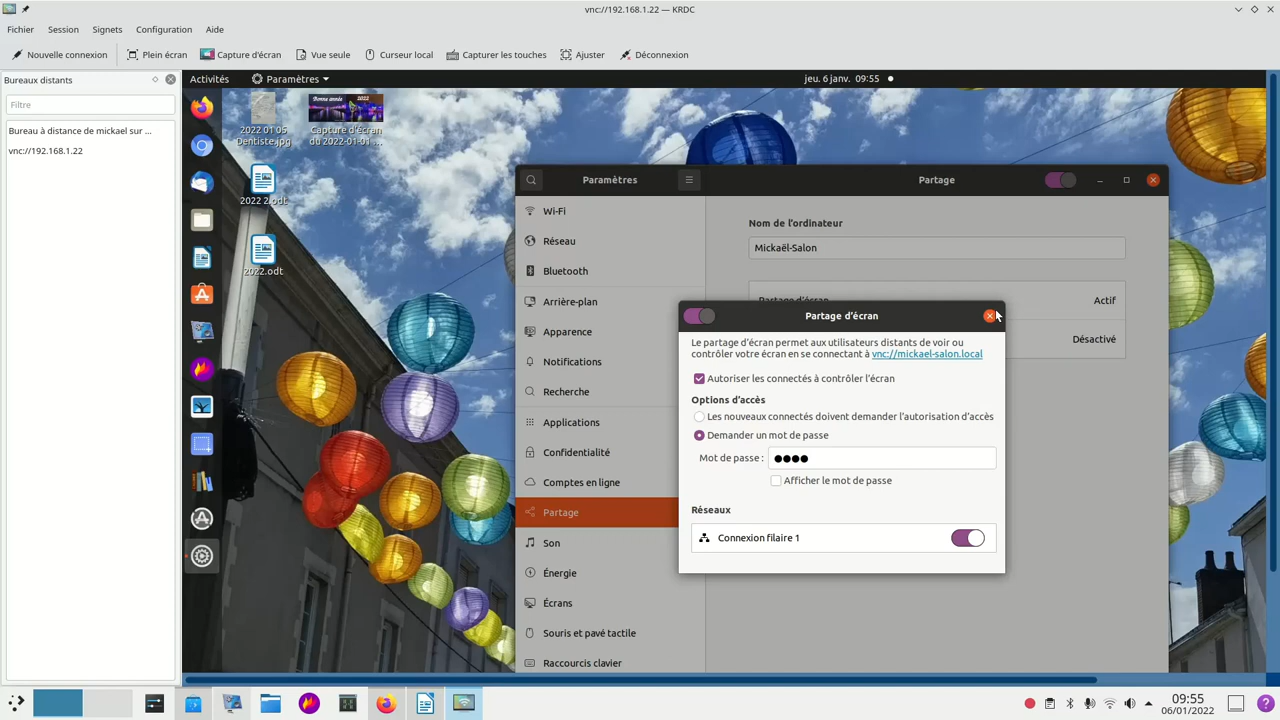 vnc://192.168.1.22 — KRDC
Fichier Session Signets Configuration Aide
Nouvelle connexion Plein écran Capture d'écran Vue seule Curseur local Capturer les touches Ajuster Déconnexion
Bureaux distants
Filtre
Bureau à distance de mickael sur ...
vnc://192.168.1.22
Activités Paramètres jeu. 6 janv. 09:55
2022 01 05
Dentiste.jpg
Bonne année 2022
Capture d'écran
du 2022-01-01 ...
2022 2.odt
2022.odt
Paramètres
Partage
Wi-Fi
Réseau
Bluetooth
Arrière-plan
Apparence
Notifications
Recherche
Applications
Confidentialité
Comptes en ligne
Partage
Son
Énergie
Écrans
Souris et pavé tactile
Raccourcis clavier
Nom de l'ordinateur
Mickaël-Salon
Partage d'écran Actif
Désactivé
Partage d'écran
Le partage d'écran permet aux utilisateurs distants de voir ou
contrôler votre écran en se connectant à vnc://mickael-salon.local
Autoriser les connectés à contrôler l'écran
Options d'accès
Les nouveaux connectés doivent demander l'autorisation d'accès
Demander un mot de passe
Mot de passe : ●●●●
Afficher le mot de passe
Réseaux
Connexion filaire 1
09:55
06/01/2022